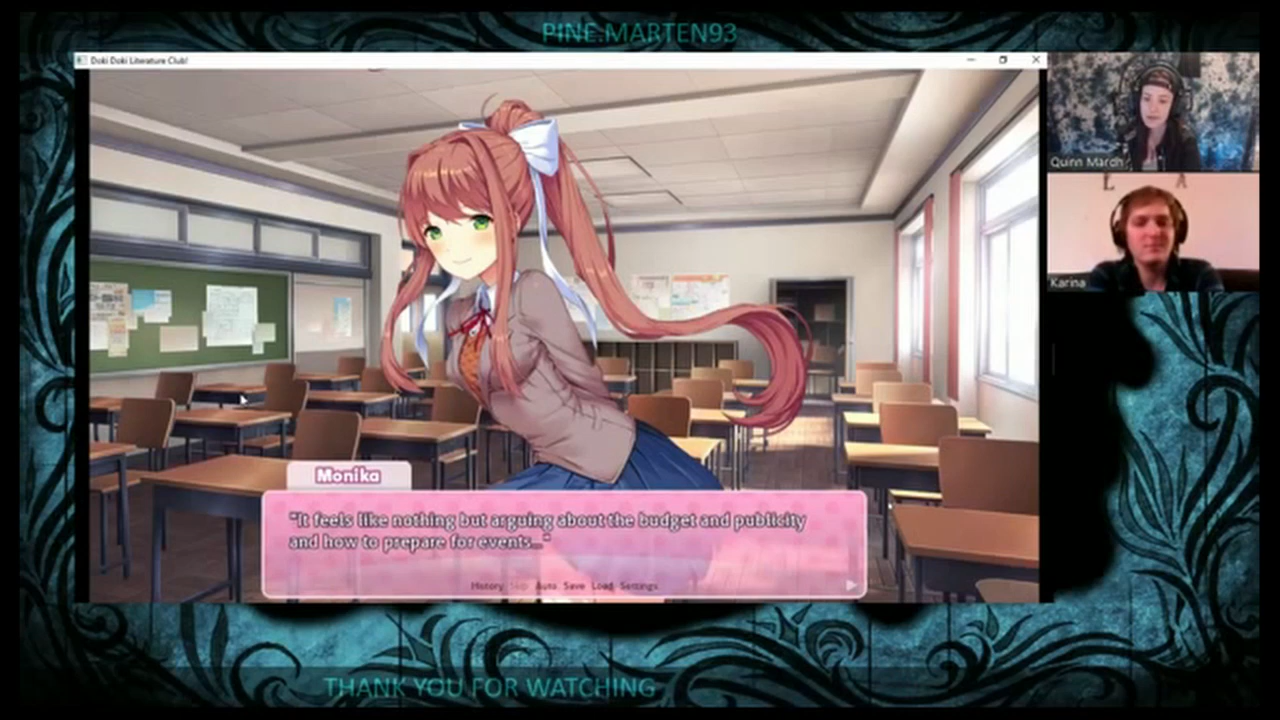 PINE.MARTEN93
Doki Doki Literature Club!
Quinn March
L A
Karina
Monika
"It feels like nothing but arguing about the budget and publicity
and how to prepare for events..."
History Skip Auto Save Load Settings
THANK YOU FOR WATCHING